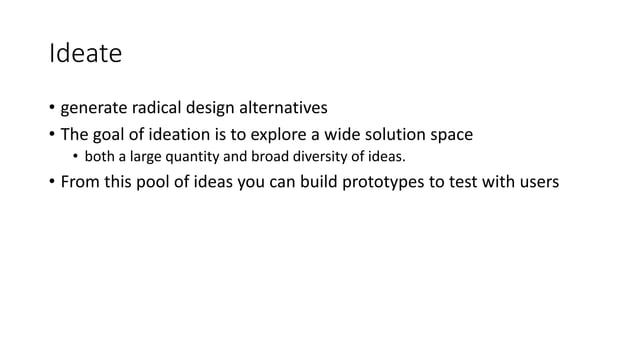 Ideate
• generate radical design alternatives
• The goal of ideation is to explore a wide solution space
• both a large quantity and broad diversity of ideas.
• From this pool of ideas you can build prototypes to test with users